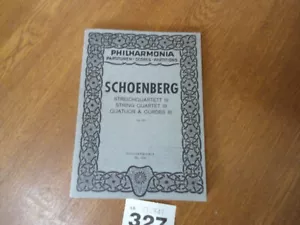 PHILHARMONIA
PARTITUREN · SCORES · PARTITIONS
SCHOENBERG
STREICHQUARTETT III
STRING QUARTET III
QUATUOR À CORDES III
327